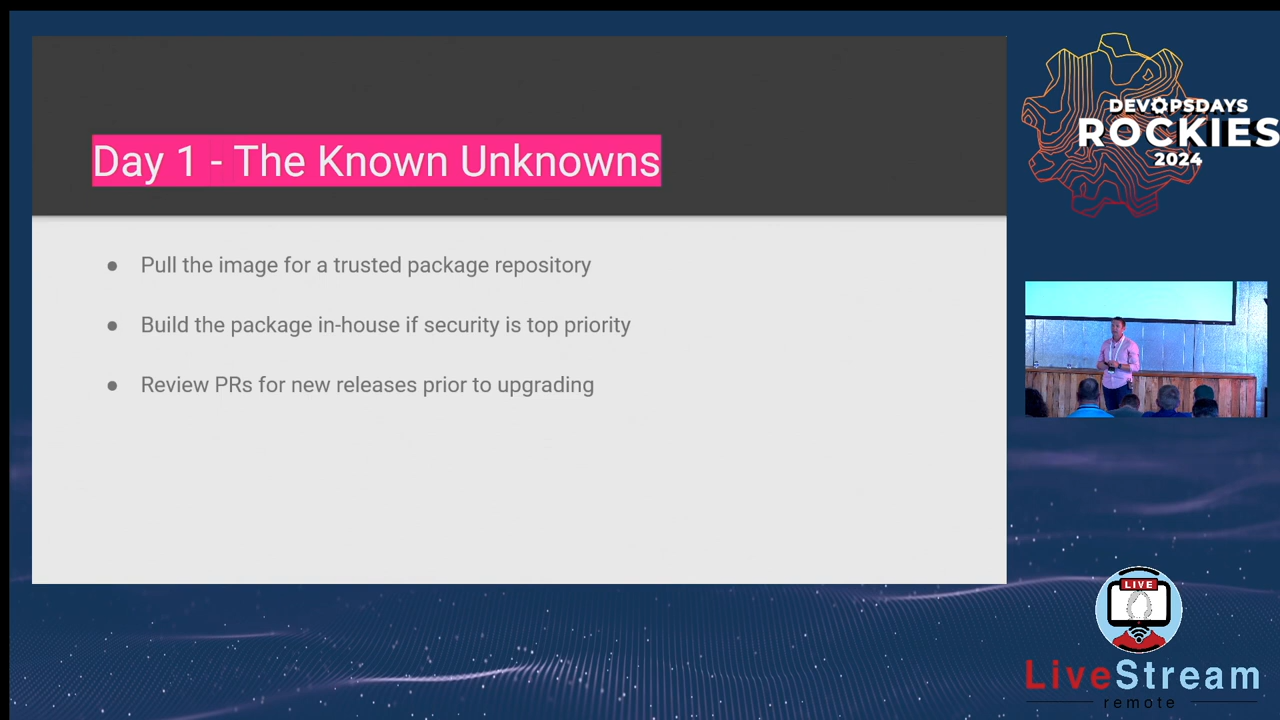 Day 1 - The Known Unknowns
● Pull the image for a trusted package repository
● Build the package in-house if security is top priority
● Review PRs for new releases prior to upgrading
DEVOPSDAYS
ROCKIES
2024
LIVE
LiveStream
remote